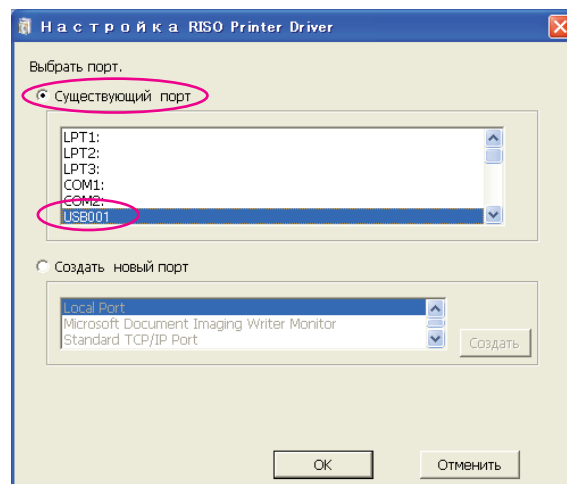 Настройка RISO Printer Driver
Выбрать порт.
Существующий порт
LPT1:
LPT2:
LPT3:
COM1:
COM2:
USB001
Создать новый порт
Local Port
Microsoft Document Imaging Writer Monitor
Standard TCP/IP Port
Создать
OK
Отменить